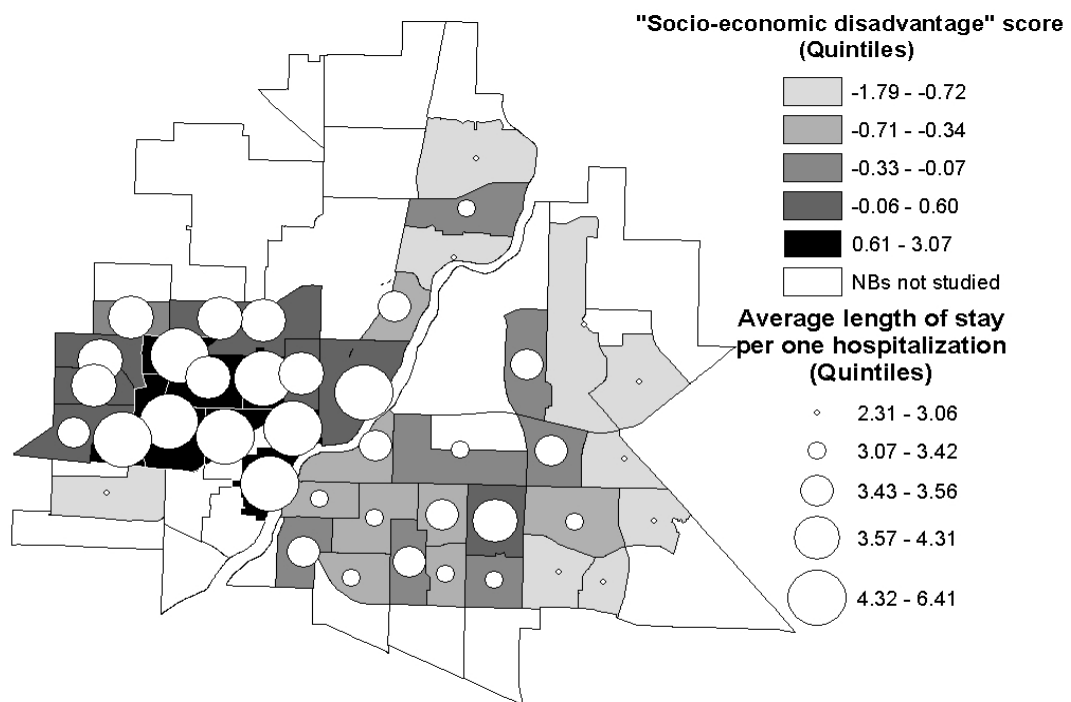 "Socio-economic disadvantage" score
(Quintiles)
-1.79 - -0.72
-0.71 - -0.34
-0.33 - -0.07
-0.06 - 0.60
0.61 - 3.07
NBs not studied
Average length of stay
per one hospitalization
(Quintiles)
2.31 - 3.06
3.07 - 3.42
3.43 - 3.56
3.57 - 4.31
4.32 - 6.41